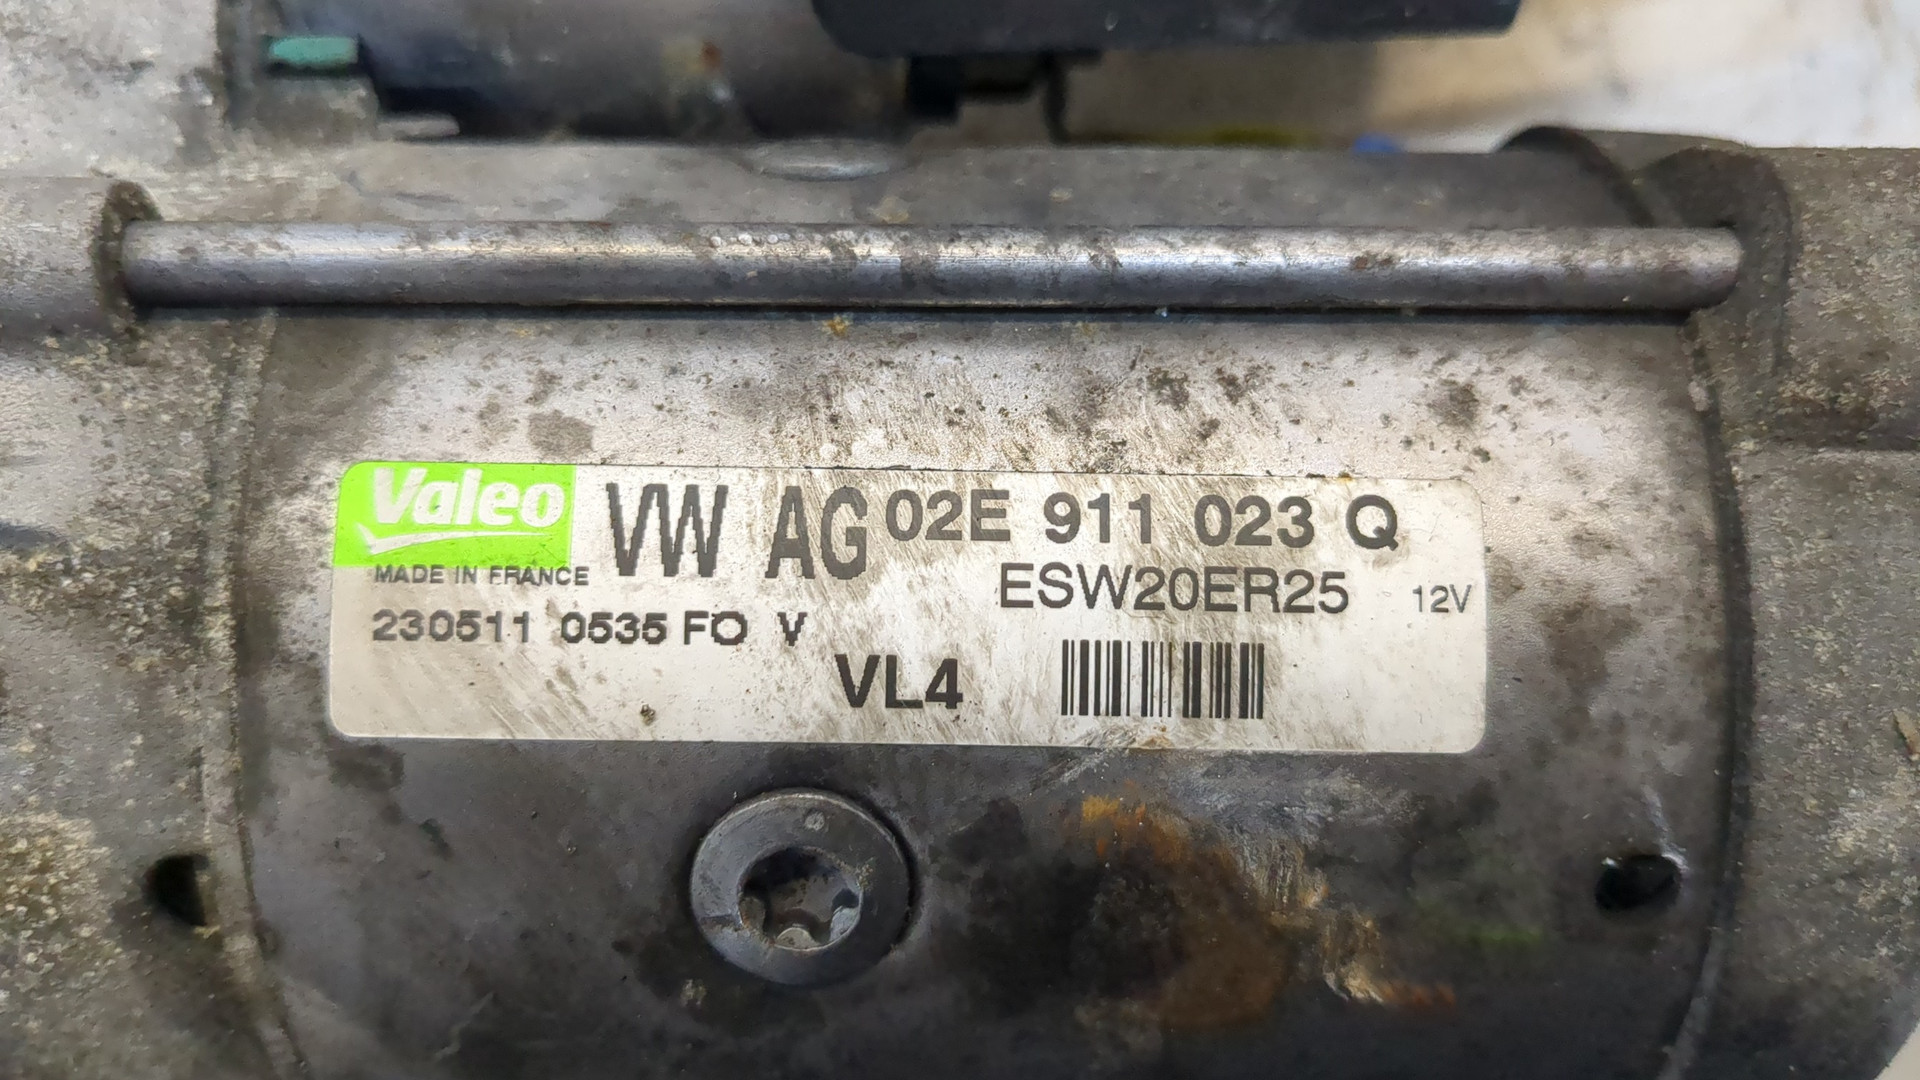 Valeo VW AG 02E 911 023 Q
MADE IN FRANCE ESW20ER25 12V
230511 0535 FO V
VL4